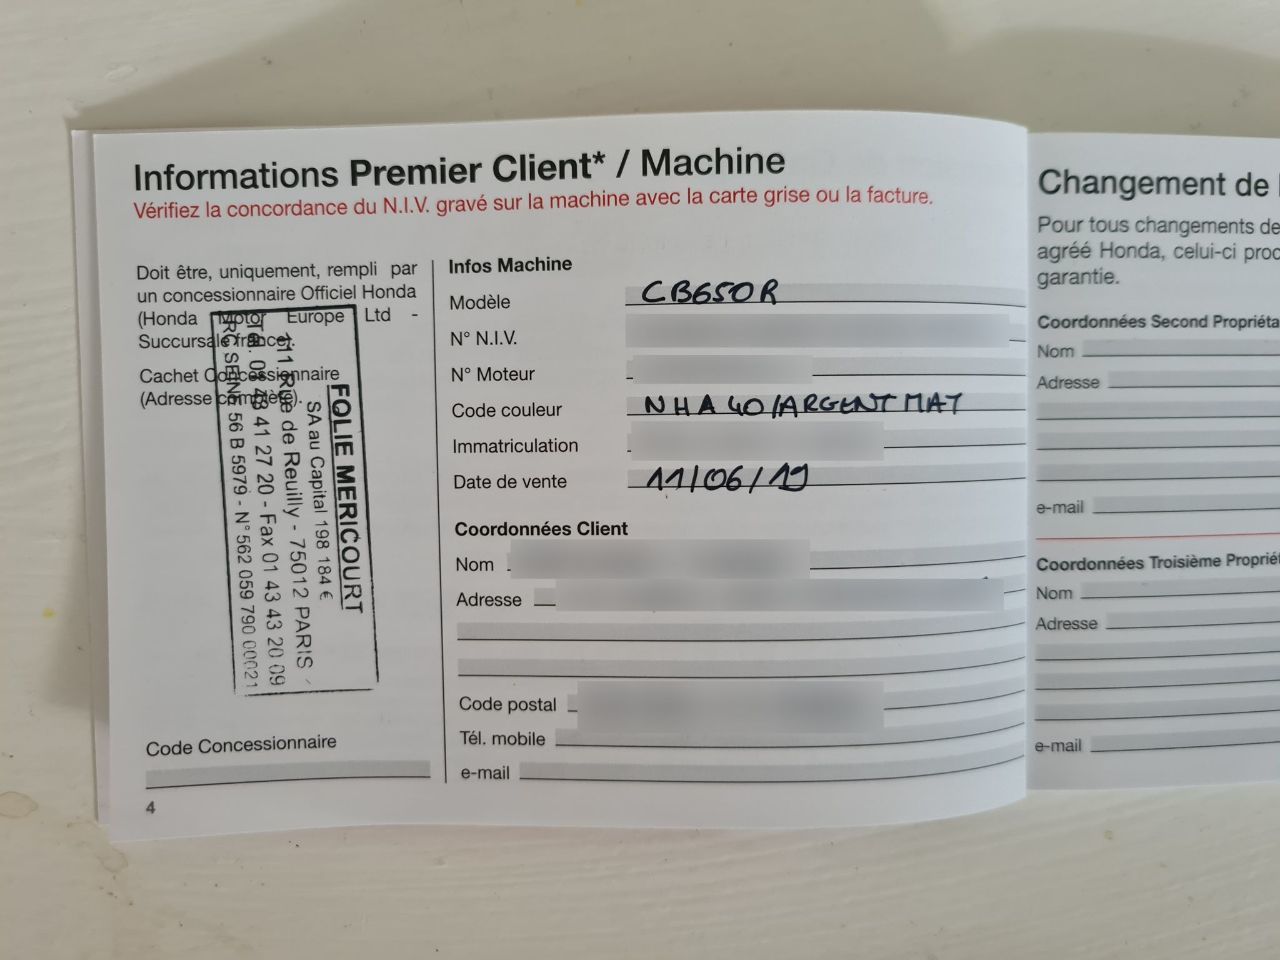 Informations Premier Client* / Machine
Vérifiez la concordance du N.I.V. gravé sur la machine avec la carte grise ou la facture.
Doit être, uniquement, rempli par
un concessionnaire Officiel Honda
(Honda Motor Europe Ltd -
Succursale france).
Cachet Concessionnaire
(Adresse complète).
FOLIE MERICOURT
SA au Capital 198 184 €
111 Rue de Reuilly - 75012 PARIS
Tél. 01 43 41 27 20 - Fax 01 43 43 20 09
RC SEINE 56 B 5979 - N° 562 059 790 00021
Code Concessionnaire
4
Infos Machine
Modèle CB650R
N° N.I.V.
N° Moteur
Code couleur NHA40/ARGENT MAT
Immatriculation
Date de vente 11/06/19
Coordonnées Client
Nom
Adresse
Code postal
Tél. mobile
e-mail
Changement de
Pour tous changements de
agréé Honda, celui-ci
garantie.
Coordonnées Second
Nom
Adresse
e-mail
Coordonnées Troisième
Nom
Adresse
e-mail